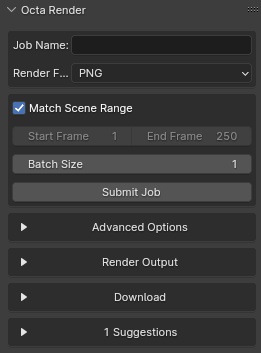 Octa Render
Job Name:
Render F... PNG
Match Scene Range
Start Frame 1 End Frame 250
Batch Size 1
Submit Job
Advanced Options
Render Output
Download
1 Suggestions